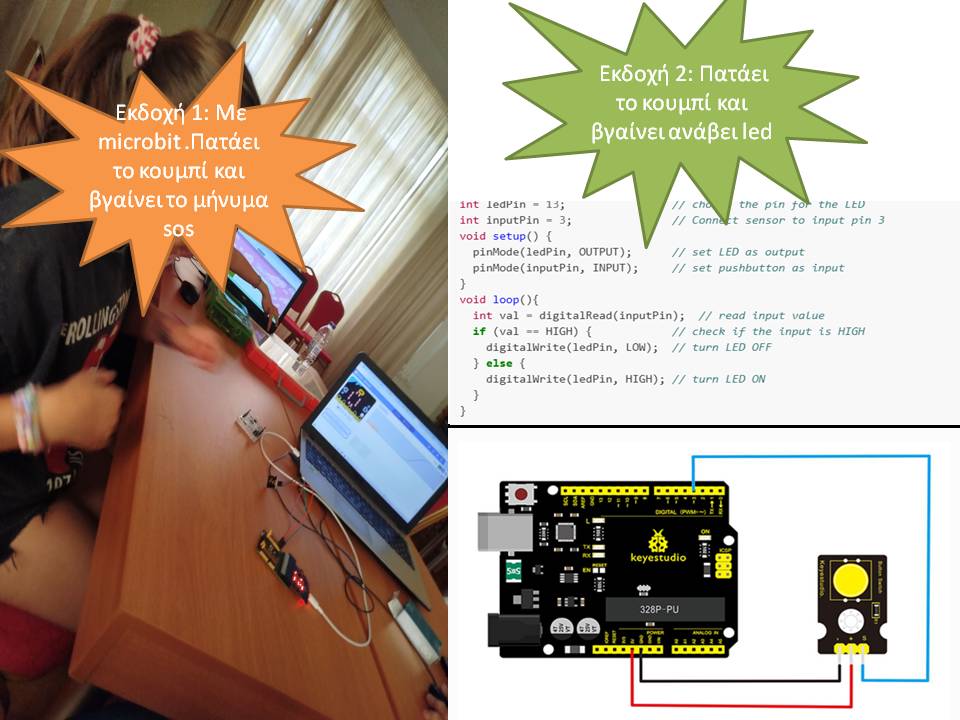 Εκδοχή 1: Με
microbit .Πατάει
το κουμπί και
βγαίνει το μήνυμα
sos
Εκδοχή 2: Πατάει
το κουμπί και
βγαίνει ανάβει led
int ledPin = 13; // the pin for the LED
int inputPin = 3; // Connect sensor to input pin 3
void setup() {
pinMode(ledPin, OUTPUT); // set LED as output
pinMode(inputPin, INPUT); // set pushbutton as input
}
void loop(){
int val = digitalRead(inputPin); // read input value
if (val == HIGH) { // check if the input is HIGH
digitalWrite(ledPin, LOW); // turn LED OFF
} else {
digitalWrite(ledPin, HIGH); // turn LED ON
}
}
ROLLING
DIGITAL (PWM~)
L
TX
RX
RESET
EN
ON
ICSP
keyestudio
328P-PU
POWER
ANALOG IN
Keyestudio
Button Switch